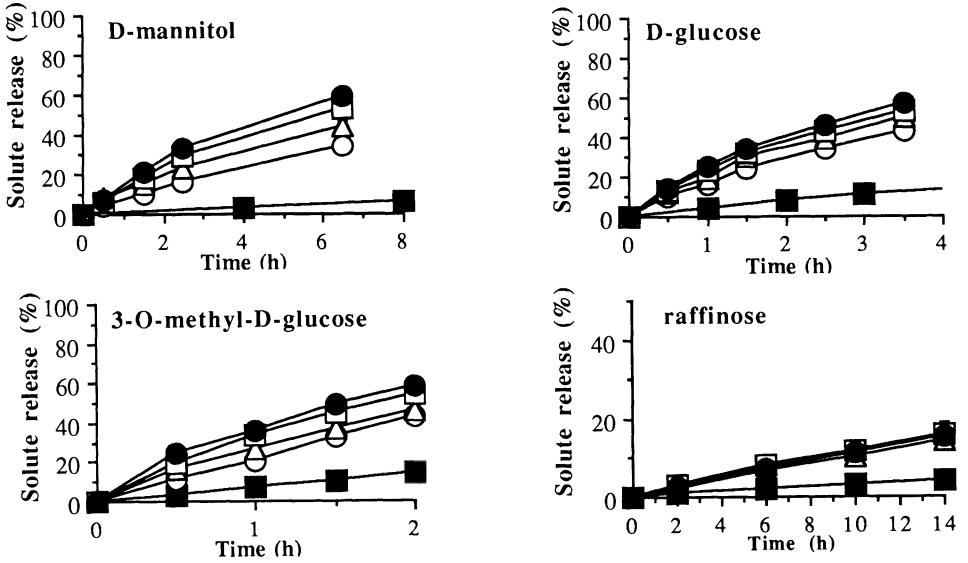 D-mannitol
Solute release (%)
100
80
60
40
20
0
0 2 4 6 8
Time (h)
D-glucose
Solute release (%)
100
80
60
40
20
0
0 1 2 3 4
Time (h)
3-O-methyl-D-glucose
Solute release (%)
100
80
60
40
20
0
0 1 2
Time (h)
raffinose
Solute release (%)
40
20
0
0 2 4 6 8 10 12 14
Time (h)